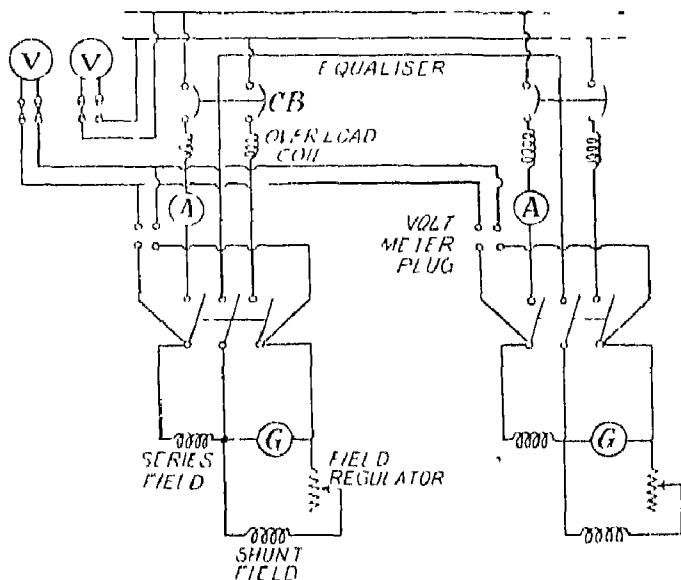 V
V
EQUALISER
CB
OVERLOAD
COIL
A
A
VOLT
METER
PLUG
G
G
SERIES
FIELD
FIELD
REGULATOR
SHUNT
FIELD